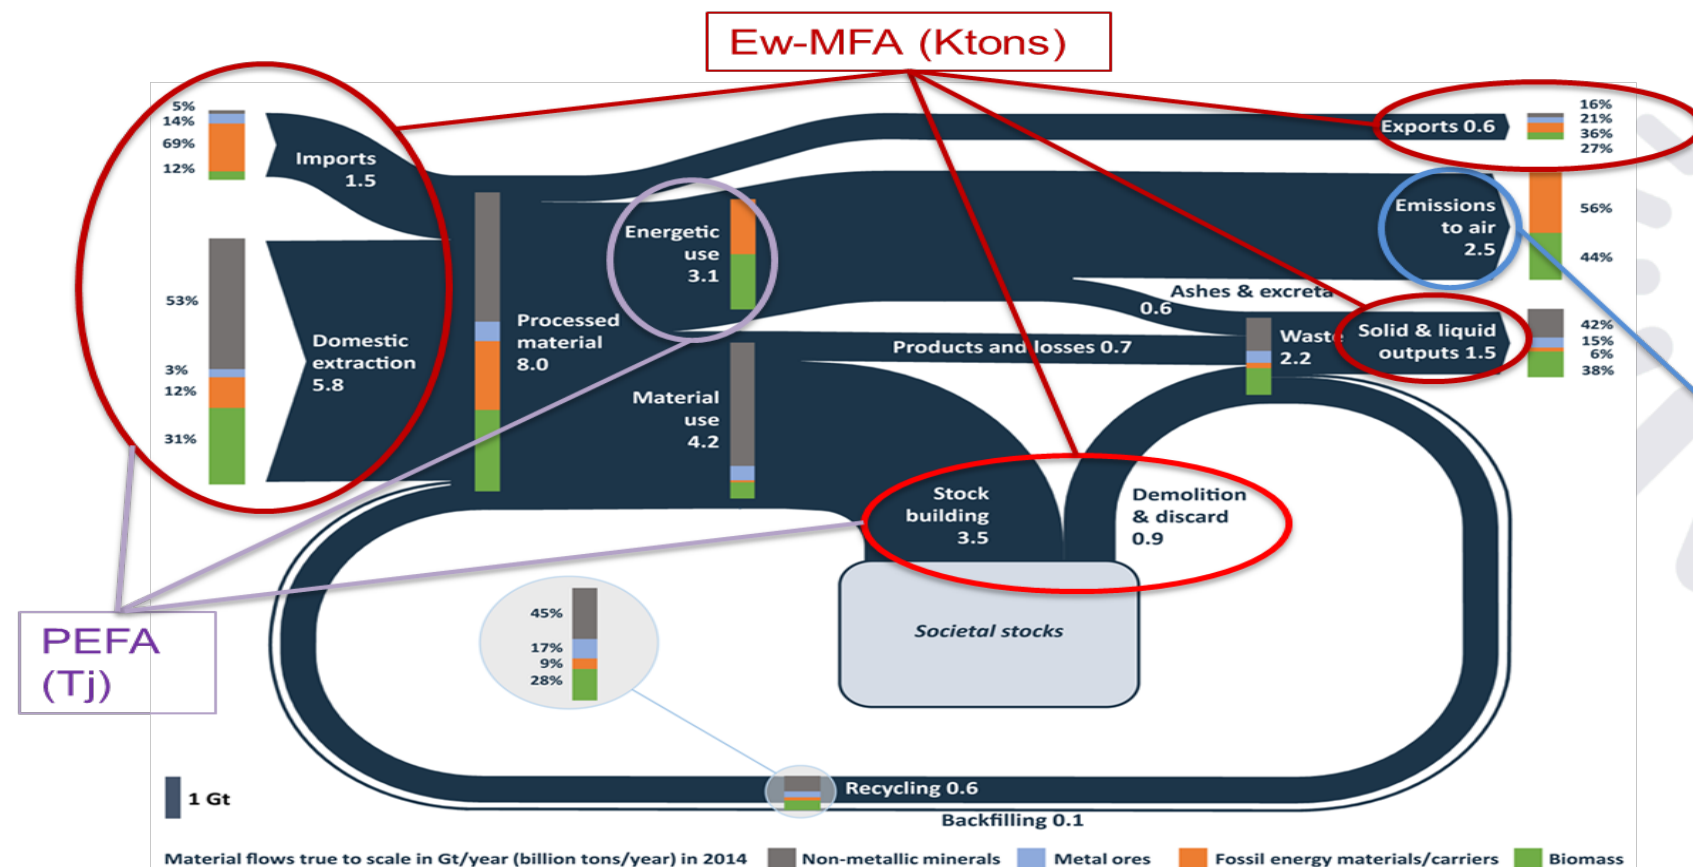 Ew-MFA (Ktons)
5%
14%
69%
12%
Imports
1.5
53%
3%
12%
31%
Domestic
extraction
5.8
Processed
material
8.0
Energetic
use
3.1
Material
use
4.2
Exports 0.6
16%
21%
36%
27%
Emissions
to air
2.5
56%
44%
Ashes & excreta
0.6
Products and losses 0.7
Waste
2.2
Solid & liquid
outputs 1.5
42%
15%
6%
38%
Stock
building
3.5
Demolition
& discard
0.9
Societal stocks
PEFA
(Tj)
45%
17%
9%
28%
Recycling 0.6
Backfilling 0.1
1 Gt
Material flows true to scale in Gt/year (billion tons/year) in 2014 Non-metallic minerals Metal ores Fossil energy materials/carriers Biomass